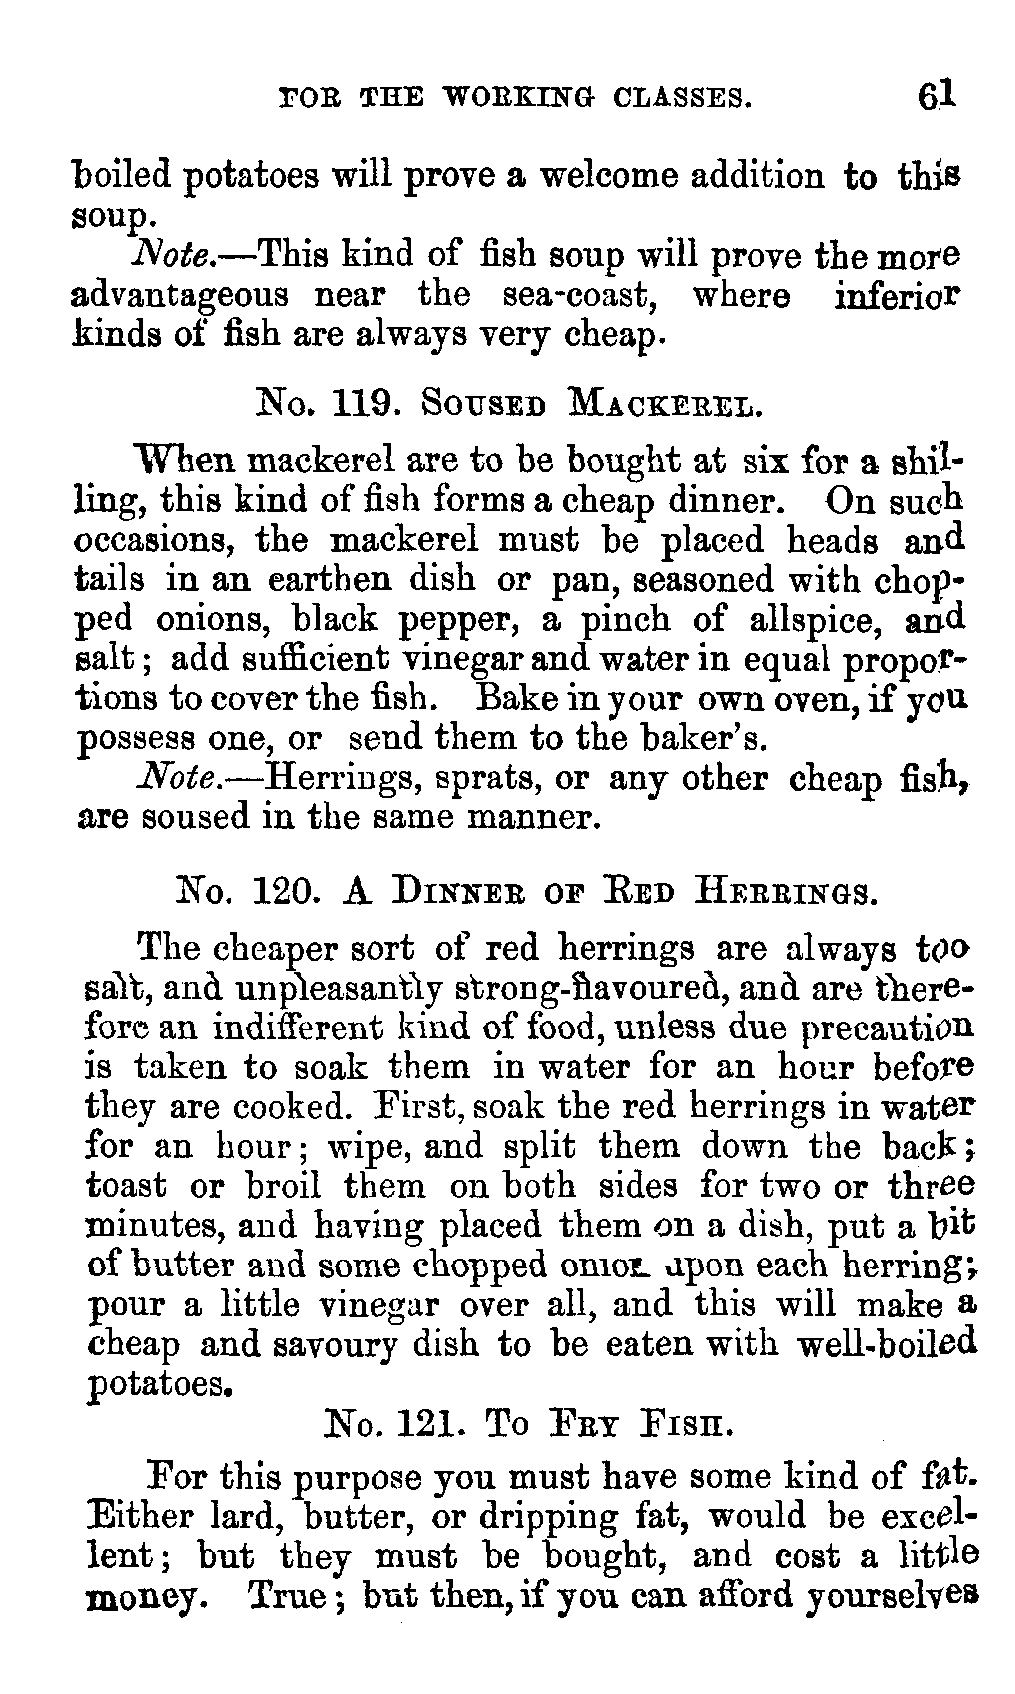 FOR THE WORKING CLASSES. 61
boiled potatoes will prove a welcome addition to this
soup.
Note.—This kind of fish soup will prove the more
advantageous near the sea-coast, where inferior
kinds of fish are always very cheap.
No. 119. Soused Mackerel.
When mackerel are to be bought at six for a shil-
ling, this kind of fish forms a cheap dinner. On such
occasions, the mackerel must be placed heads and
tails in an earthen dish or pan, seasoned with chop-
ped onions, black pepper, a pinch of allspice, and
salt; add sufficient vinegar and water in equal propor-
tions to cover the fish. Bake in your own oven, if you
possess one, or send them to the baker's.
Note.—Herrings, sprats, or any other cheap fish,
are soused in the same manner.
No. 120. A Dinner of Red Herrings.
The cheaper sort of red herrings are always too
salt, and unpleasantly strong-flavoured, and are there-
fore an indifferent kind of food, unless due precaution
is taken to soak them in water for an hour before
they are cooked. First, soak the red herrings in water
for an hour; wipe, and split them down the back;
toast or broil them on both sides for two or three
minutes, and having placed them on a dish, put a bit
of butter and some chopped onion upon each herring;
pour a little vinegar over all, and this will make a
cheap and savoury dish to be eaten with well-boiled
potatoes.
No. 121. To Fry Fish.
For this purpose you must have some kind of fat.
Either lard, butter, or dripping fat, would be excel-
lent; but they must be bought, and cost a little
money. True; but then, if you can afford yourselves